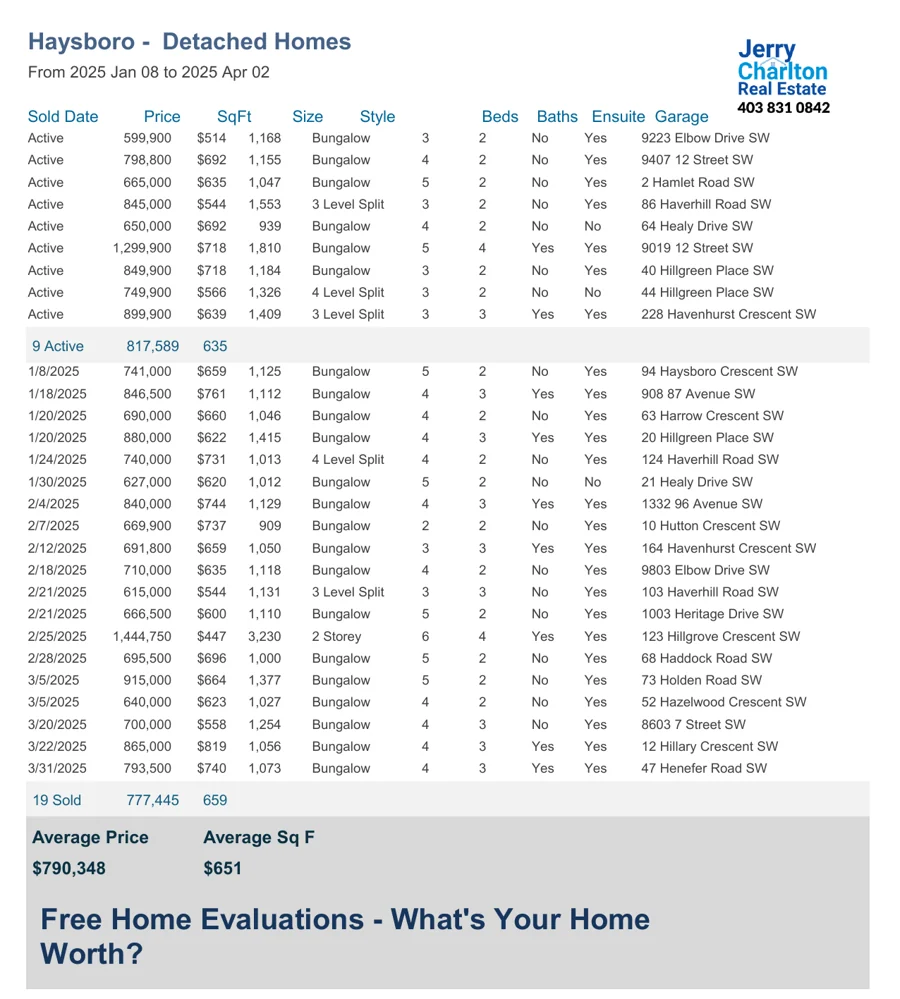 Haysboro - Detached Homes
From 2025 Jan 08 to 2025 Apr 02
Jerry
Charlton
Real Estate
403 831 0842
Sold Date Price SqFt Size Style Beds Baths Ensuite Garage
Active 599,900 $514 1,168 Bungalow 3 2 No Yes 9223 Elbow Drive SW
Active 798,800 $692 1,155 Bungalow 4 2 No Yes 9407 12 Street SW
Active 665,000 $635 1,047 Bungalow 5 2 No Yes 2 Hamlet Road SW
Active 845,000 $544 1,553 3 Level Split 3 2 No Yes 86 Haverhill Road SW
Active 650,000 $692 939 Bungalow 4 2 No No 64 Healy Drive SW
Active 1,299,900 $718 1,810 Bungalow 5 4 Yes Yes 9019 12 Street SW
Active 849,900 $718 1,184 Bungalow 3 2 No Yes 40 Hillgreen Place SW
Active 749,900 $566 1,326 4 Level Split 3 2 No No 44 Hillgreen Place SW
Active 899,900 $639 1,409 3 Level Split 3 3 Yes Yes 228 Havenhurst Crescent SW
9 Active 817,589 635
1/8/2025 741,000 $659 1,125 Bungalow 5 2 No Yes 94 Haysboro Crescent SW
1/18/2025 846,500 $761 1,112 Bungalow 4 3 Yes Yes 908 87 Avenue SW
1/20/2025 690,000 $660 1,046 Bungalow 4 2 No Yes 63 Harrow Crescent SW
1/20/2025 880,000 $622 1,415 Bungalow 4 3 Yes Yes 20 Hillgreen Place SW
1/24/2025 740,000 $731 1,013 4 Level Split 4 2 No Yes 124 Haverhill Road SW
1/30/2025 627,000 $620 1,012 Bungalow 5 2 No No 21 Healy Drive SW
2/4/2025 840,000 $744 1,129 Bungalow 4 3 Yes Yes 1332 96 Avenue SW
2/7/2025 669,900 $737 909 Bungalow 2 2 No Yes 10 Hutton Crescent SW
2/12/2025 691,800 $659 1,050 Bungalow 3 3 Yes Yes 164 Havenhurst Crescent SW
2/18/2025 710,000 $635 1,118 Bungalow 4 2 No Yes 9803 Elbow Drive SW
2/21/2025 615,000 $544 1,131 3 Level Split 3 3 No Yes 103 Haverhill Road SW
2/21/2025 666,500 $600 1,110 Bungalow 5 2 No Yes 1003 Heritage Drive SW
2/25/2025 1,444,750 $447 3,230 2 Storey 6 4 Yes Yes 123 Hillgrove Crescent SW
2/28/2025 695,500 $696 1,000 Bungalow 5 2 No Yes 68 Haddock Road SW
3/5/2025 915,000 $664 1,377 Bungalow 5 2 No Yes 73 Holden Road SW
3/5/2025 640,000 $623 1,027 Bungalow 4 2 No Yes 52 Hazelwood Crescent SW
3/20/2025 700,000 $558 1,254 Bungalow 4 3 No Yes 8603 7 Street SW
3/22/2025 865,000 $819 1,056 Bungalow 4 3 Yes Yes 12 Hillary Crescent SW
3/31/2025 793,500 $740 1,073 Bungalow 4 3 Yes Yes 47 Henefer Road SW
19 Sold 777,445 659
Average Price Average Sq F
$790,348 $651
Free Home Evaluations - What's Your Home
Worth?